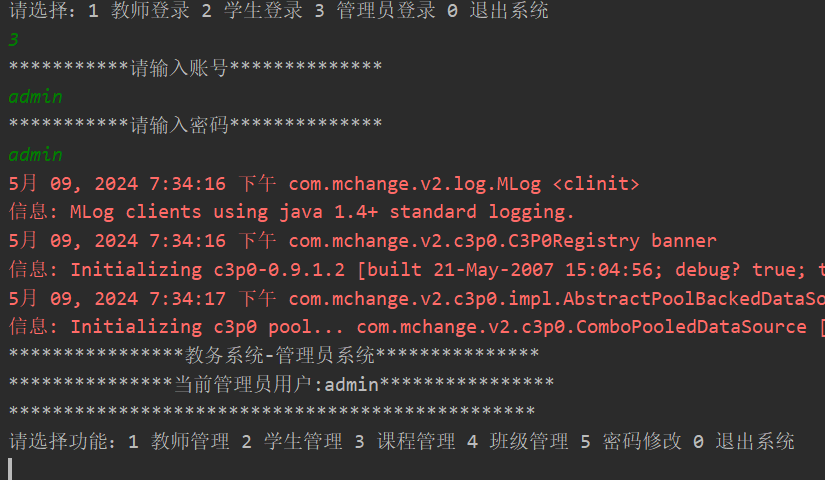 请选择：1 教师登录 2 学生登录 3 管理员登录 0 退出系统
3
***********请输入账号**************
admin
***********请输入密码**************
admin
5月 09, 2024 7:34:16 下午 com.mchange.v2.log.MLog <clinit>
信息: MLog clients using java 1.4+ standard logging.
5月 09, 2024 7:34:16 下午 com.mchange.v2.c3p0.C3P0Registry banner
信息: Initializing c3p0-0.9.1.2 [built 21-May-2007 15:04:56; debug? true; t
5月 09, 2024 7:34:17 下午 com.mchange.v2.c3p0.impl.AbstractPoolBackedDataSo
信息: Initializing c3p0 pool... com.mchange.v2.c3p0.ComboPooledDataSource [
****************教务系统-管理员系统***************
***************当前管理员用户:admin****************
************************************************
请选择功能：1 教师管理 2 学生管理 3 课程管理 4 班级管理 5 密码修改 0 退出系统